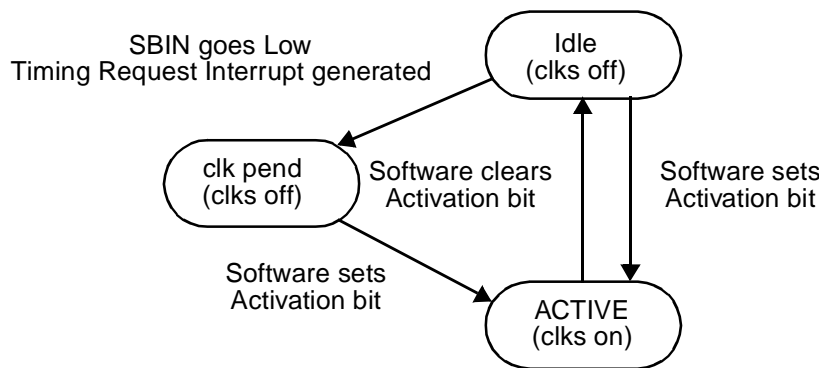 SBIN goes Low
Timing Request Interrupt generated
Idle
(clks off)
clk pend
(clks off)
Software clears
Activation bit
Software sets
Activation bit
Software sets
Activation bit
ACTIVE
(clks on)